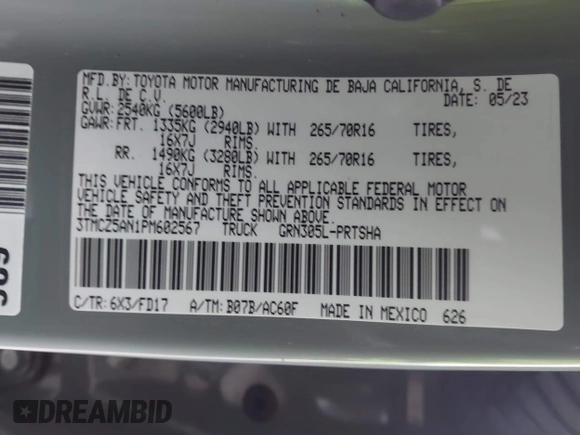 MFD.BY: TOYOTA MOTOR MANUFACTURING DE BAJA CALIFORNIA, S. DE
R.L. DE C.V. DATE: 05/23
GVWR: 2540KG (5600LB)
GAWR: FRT. 1335KG (2940LB) WITH 265/70R16 TIRES,
16X7J RIMS.
RR. 1490KG (3280LB) WITH 265/70R16 TIRES,
16X7J RIMS.
THIS VEHICLE CONFORMS TO ALL APPLICABLE FEDERAL MOTOR
VEHICLE SAFETY AND THEFT PREVENTION STANDARDS IN EFFECT ON
THE DATE OF MANUFACTURE SHOWN ABOVE.
3TMCZ5AN1PM602567 TRUCK GRN305L-PRTSHA
C/TR: 6X3/FD17 A/TM: B07B/AC60F MADE IN MEXICO 626
DREAMBID